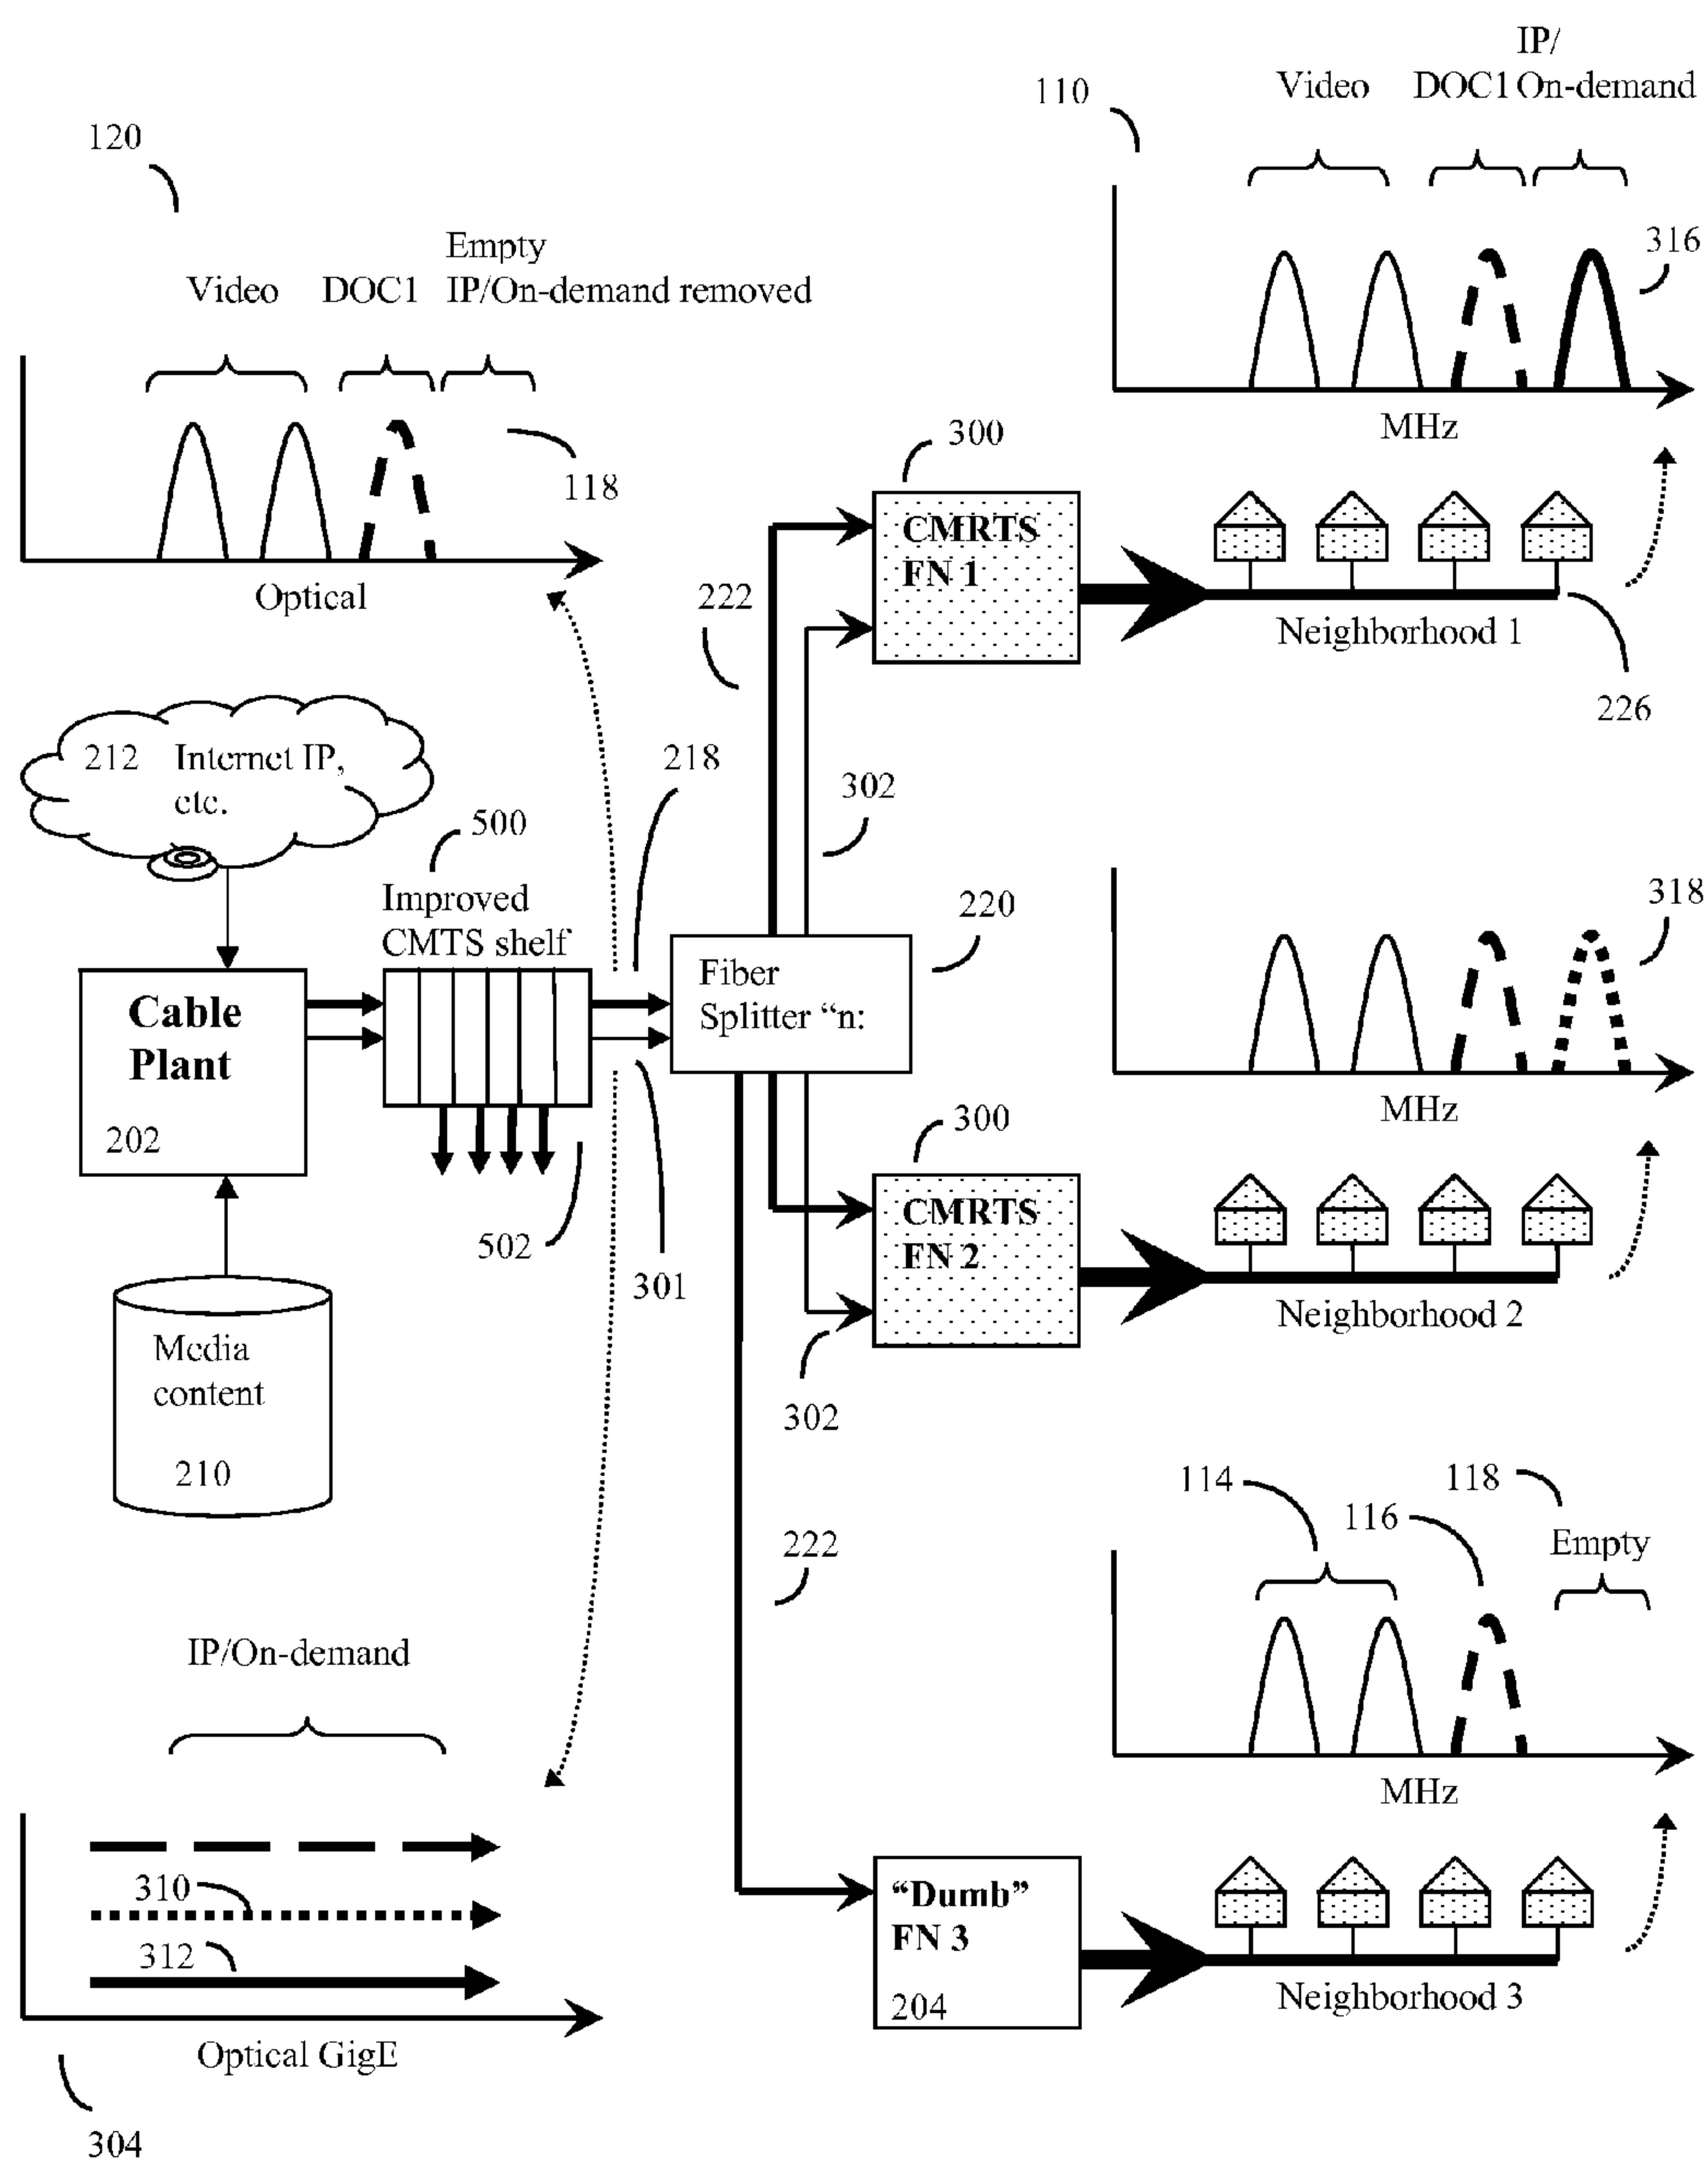 IP/
Video DOC1 On-demand
110
120
316
Empty
Video DOC1 IP/On-demand removed
MHz
300
118
CMRTS
FN 1
Optical
222
Neighborhood 1
226
212 Internet IP,
etc.
218
302
500
Improved
CMTS shelf
318
220
Fiber
Splitter “n:
Cable
Plant
202
MHz
300
CMRTS
FN 2
502
301
Neighborhood 2
Media
content
210
302
114
118
116
222
Empty
IP/On-demand
MHz
310
312
“Dumb”
FN 3
204
Neighborhood 3
Optical GigE
304